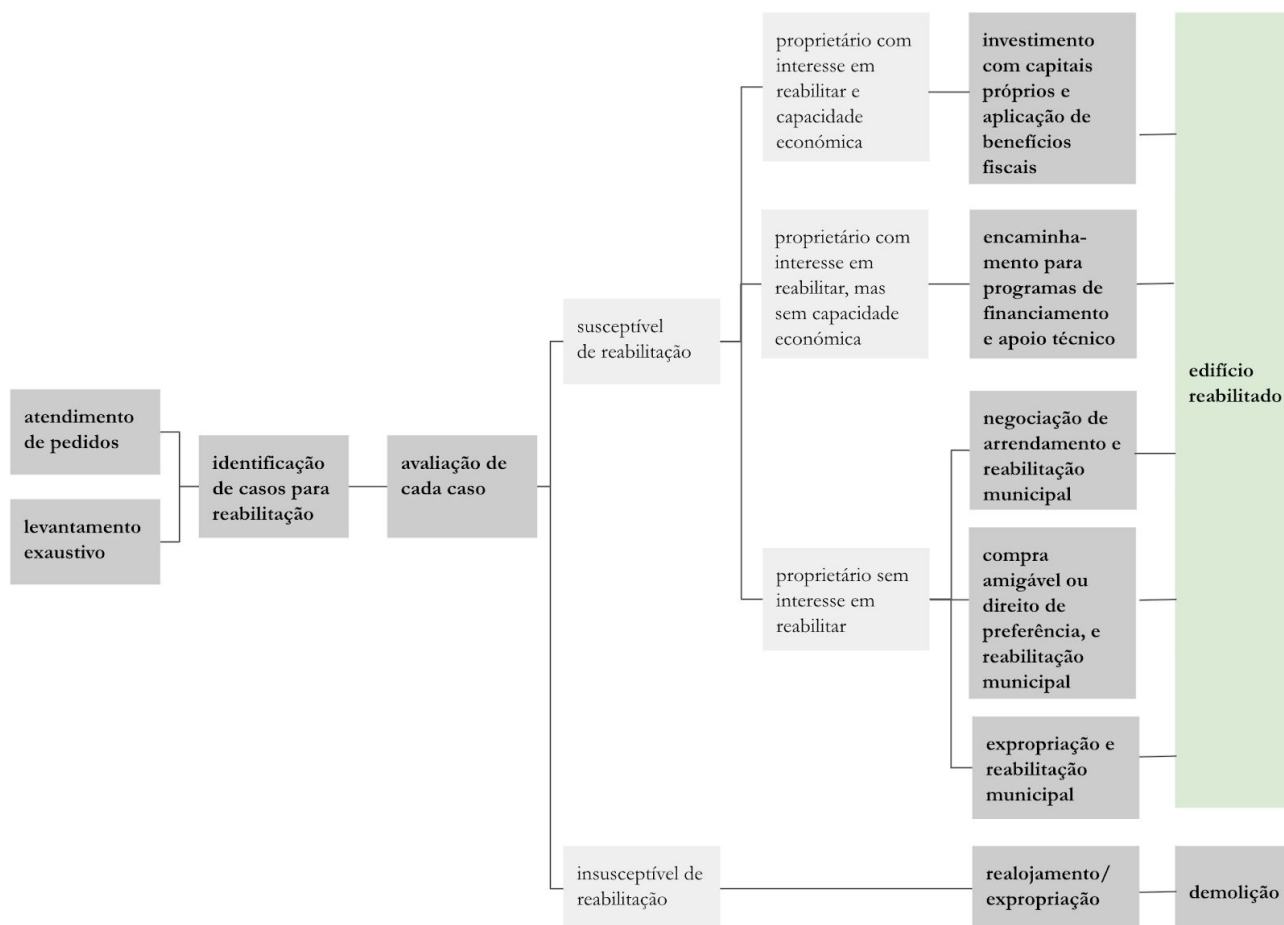 atendimento
de pedidos
levantamento
exaustivo
identificação
de casos para
reabilitação
avaliação de
cada caso
susceptível
de reabilitação
insusceptível de
reabilitação
proprietário com
interesse em
reabilitar e
capacidade
económica
proprietário com
interesse em
reabilitar, mas
sem capacidade
económica
proprietário sem
interesse em
reabilitar
investimento
com capitais
próprios e
aplicação de
benefícios
fiscais
encaminha-
mento para
programas de
financiamento
e apoio técnico
negociação de
arrendamento e
reabilitação
municipal
compra
amigável ou
direito de
preferência, e
reabilitação
municipal
expropriação e
reabilitação
municipal
realojamento/
expropriação
edifício
reabilitado
demolição